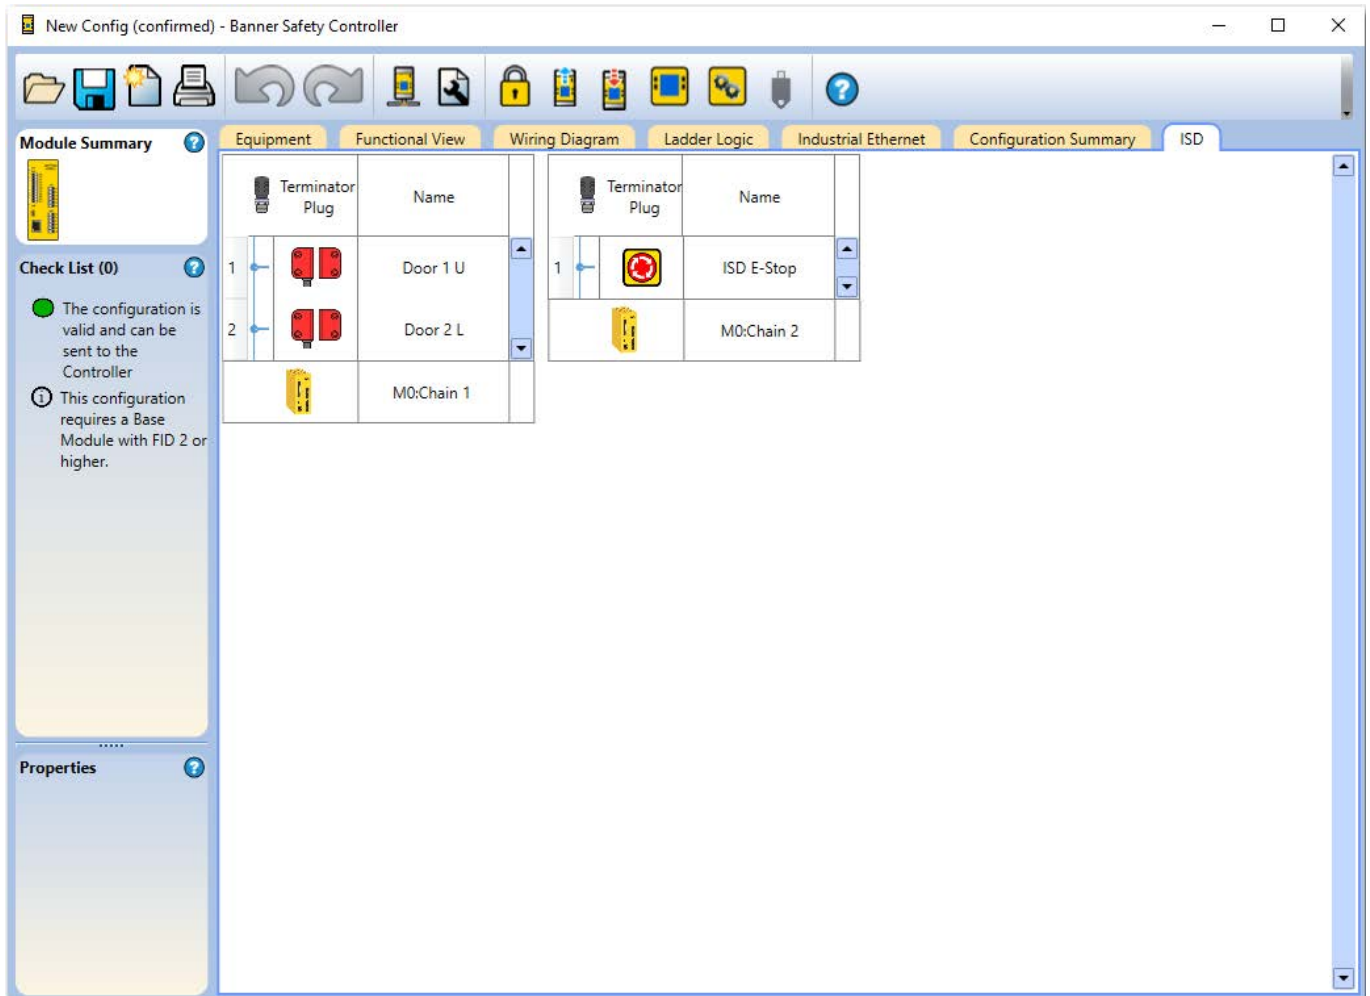 New Config (confirmed) - Banner Safety Controller
Module Summary
Equipment
Functional View
Wiring Diagram
Ladder Logic
Industrial Ethernet
Configuration Summary
ISD
Check List (0)
The configuration is
valid and can be
sent to the
Controller
This configuration
requires a Base
Module with FID 2 or
higher.
Properties
Terminator
Plug
Name
1
Door 1 U
2
Door 2 L
M0:Chain 1
Terminator
Plug
Name
1
ISD E-Stop
M0:Chain 2